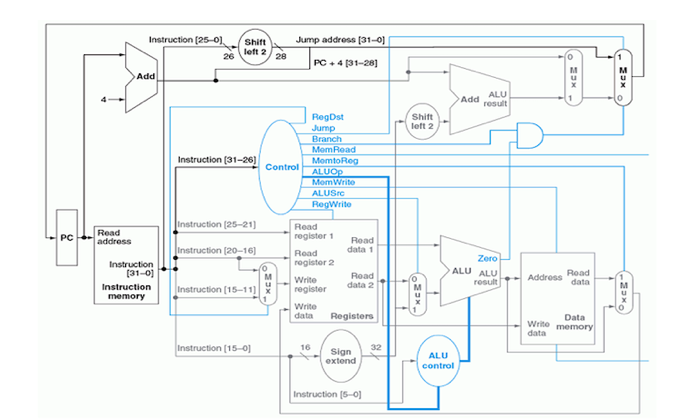 Instruction [25–0]
26
Shift
left 2
28
Jump address [31–0]
PC + 4 [31–28]
Add
4
0
M
u
x
1
1
M
u
x
0
Add
ALU
result
Shift
left 2
RegDst
Jump
Branch
MemRead
MemtoReg
ALUOp
MemWrite
ALUSrc
RegWrite
Instruction [31–26]
Control
PC
Read
address
Instruction
[31–0]
Instruction
memory
Instruction [25–21]
Instruction [20–16]
Instruction [15–11]
0
M
u
x
1
Read
register 1
Read
register 2
Write
register
Write
data
Read
data 1
Read
data 2
Registers
0
M
u
x
1
Zero
ALU
ALU
result
Address
Read
data
Write
data
Data
memory
1
M
u
x
0
Instruction [15–0]
16
Sign
extend
32
ALU
control
Instruction [5–0]